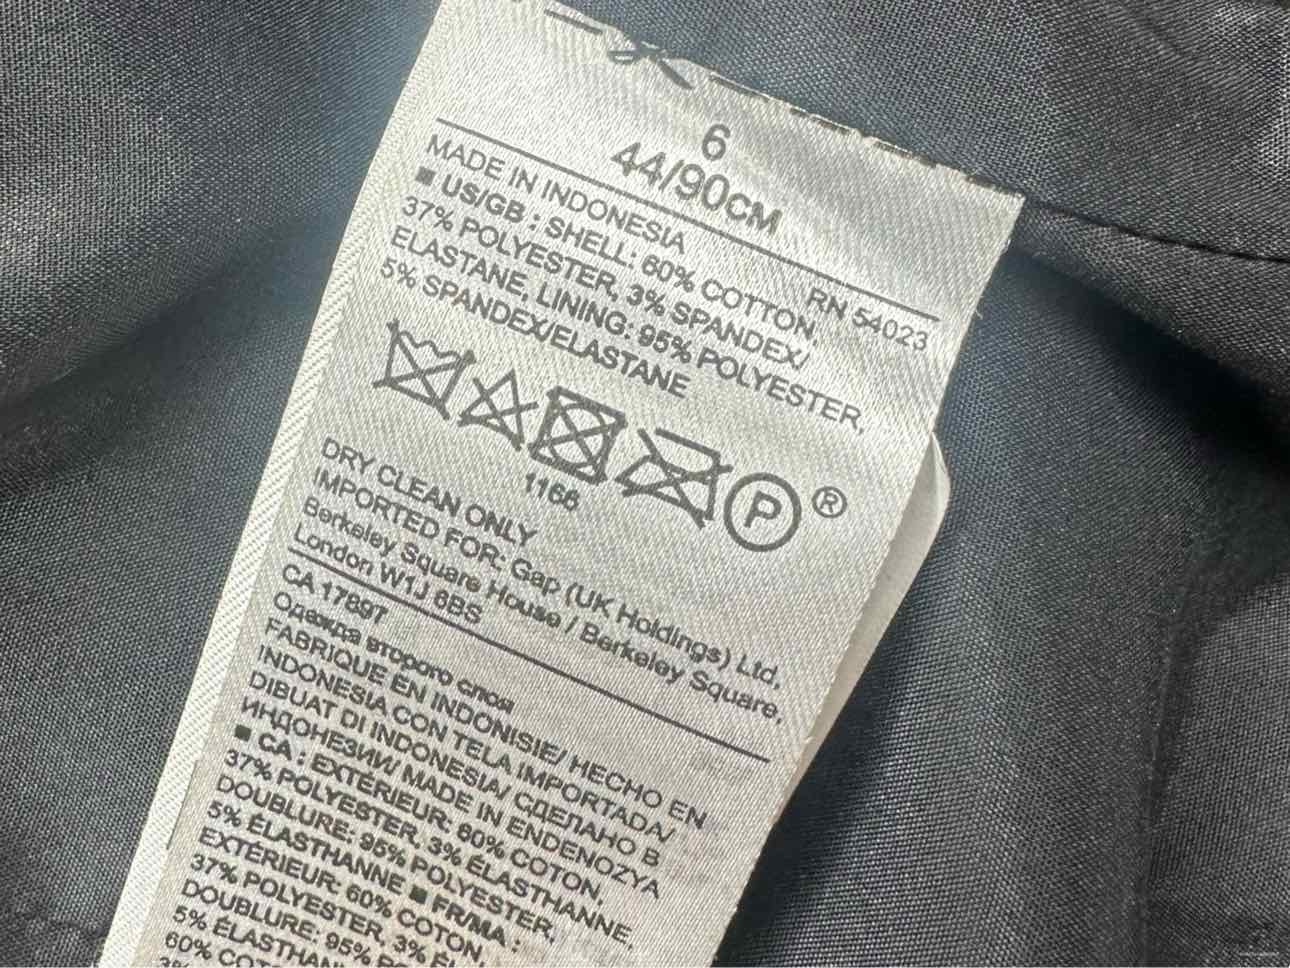 6
44/90CM
MADE IN INDONESIA
RN 54023
■ US/GB : SHELL: 60% COTTON,
37% POLYESTER, 3% SPANDEX/
ELASTANE, LINING: 95% POLYESTER,
5% SPANDEX/ELASTANE
P ®
1166
DRY CLEAN ONLY
IMPORTED FOR: Gap (UK Holdings) Ltd,
Berkeley Square House / Berkeley Square,
London W1J 6BS
CA 17897
Одежда второго слоя
FABRIQUÉ EN INDONISIE/ HECHO EN
INDONESIA CON TELA IMPORTADA/
DIBUAT DI INDONESIA/ СДЕЛАНО В
ИНДОНЕЗИИ/ MADE IN ENDENOZYA
■ CA : EXTÉRIEUR: 60% COTON,
37% POLYESTER, 3% ÉLASTHANNE,
DOUBLURE: 95% POLYESTER,
5% ÉLASTHANNE ■ FR/MA :
EXTÉRIEUR: 60% COTON,
37% POLYESTER, 3%
DOUBLURE: 95%
5% ÉLASTHAN
60%